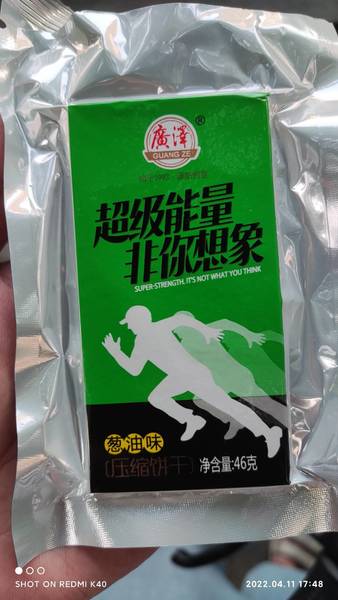 廣澤
®
GUANG ZE
超级能量
非你想象
SUPER-STRENGTH, IT'S NOT WHAT YOU THINK
葱油味
压缩饼干
净含量:46克
SHOT ON REDMI K40
2022.04.11 17:48